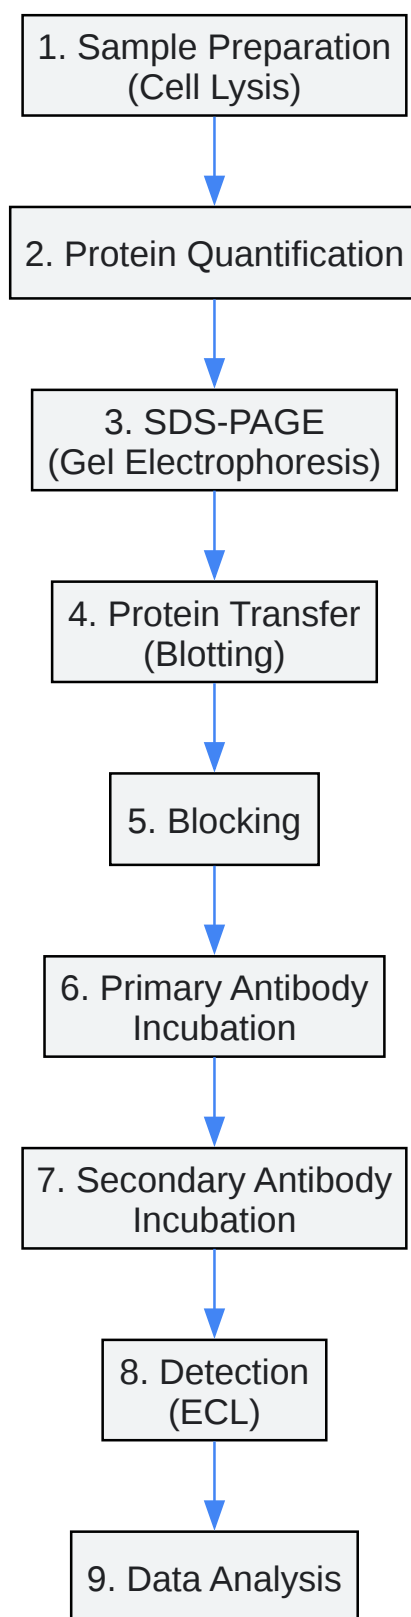 1. Sample Preparation
(Cell Lysis)
2. Protein Quantification
3. SDS-PAGE
(Gel Electrophoresis)
4. Protein Transfer
(Blotting)
5. Blocking
6. Primary Antibody
Incubation
7. Secondary Antibody
Incubation
8. Detection
(ECL)
9. Data Analysis